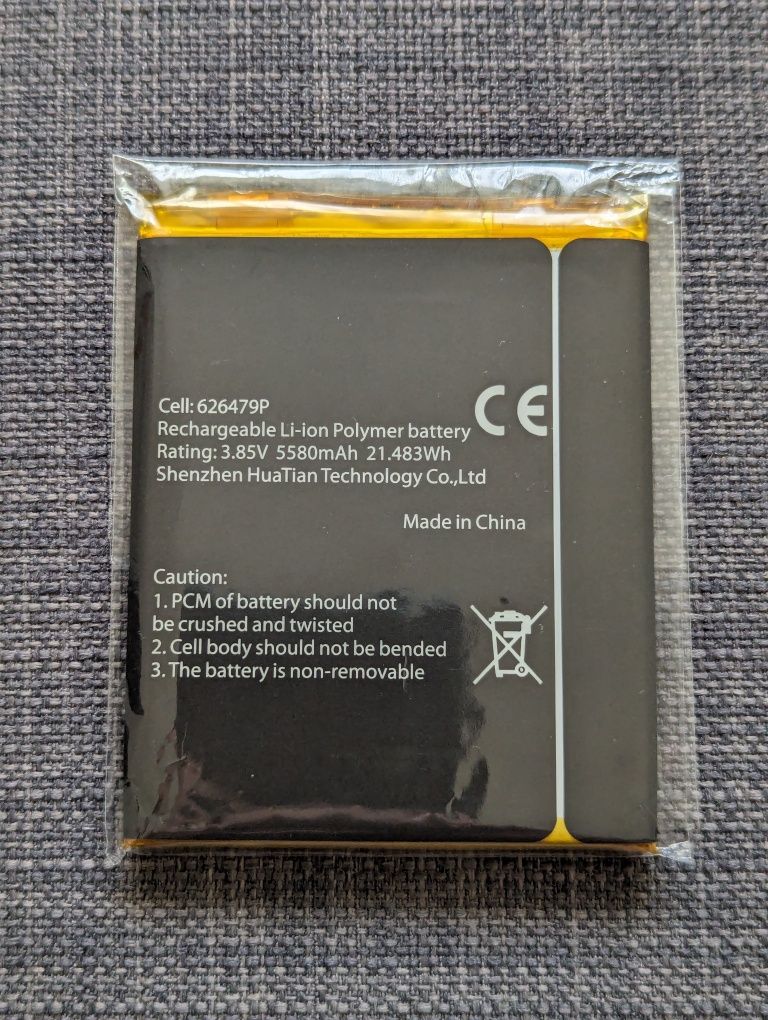 Cell: 626479P
Rechargeable Li-ion Polymer battery
Rating: 3.85V 5580mAh 21.483Wh
Shenzhen HuaTian Technology Co.,Ltd
CE
Made in China
Caution:
1. PCM of battery should not
be crushed and twisted
2. Cell body should not be bended
3. The battery is non-removable